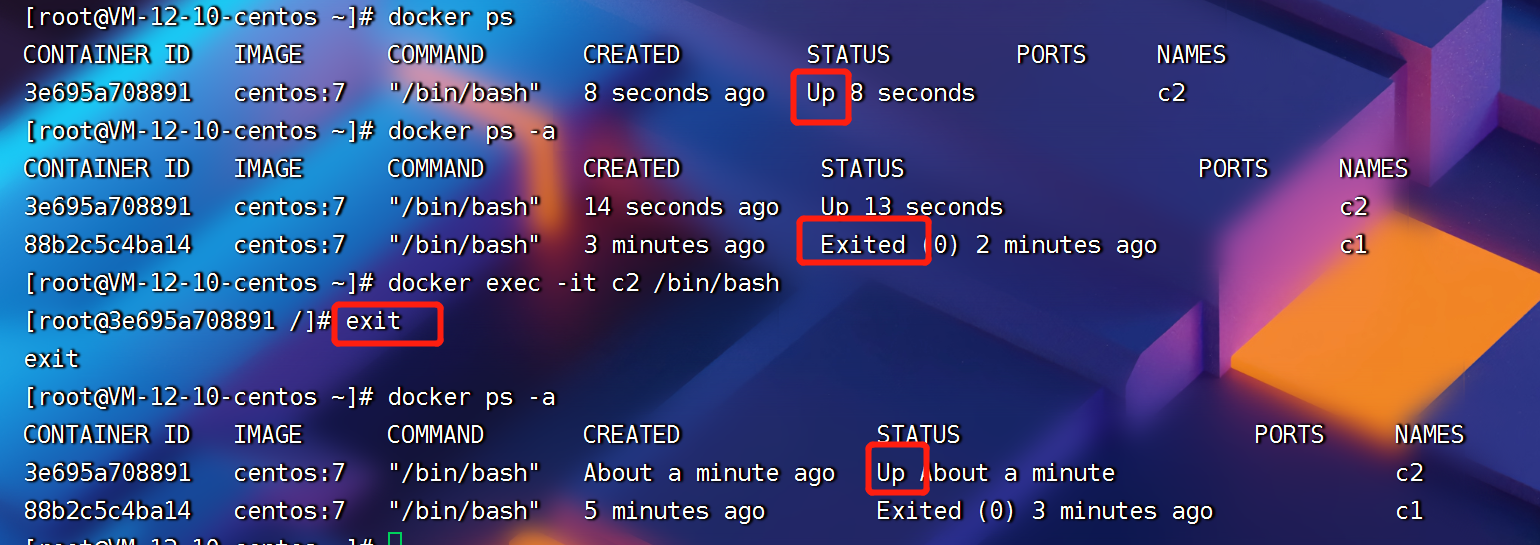 [root@VM-12-10-centos ~]# docker ps
CONTAINER ID   IMAGE      COMMAND       CREATED         STATUS         PORTS     NAMES
3e695a708891   centos:7   "/bin/bash"   8 seconds ago   Up 8 seconds             c2
[root@VM-12-10-centos ~]# docker ps -a
CONTAINER ID   IMAGE      COMMAND       CREATED          STATUS                     PORTS     NAMES
3e695a708891   centos:7   "/bin/bash"   14 seconds ago   Up 13 seconds                        c2
88b2c5c4ba14   centos:7   "/bin/bash"   3 minutes ago    Exited (0) 2 minutes ago             c1
[root@VM-12-10-centos ~]# docker exec -it c2 /bin/bash
[root@3e695a708891 /]# exit
exit
[root@VM-12-10-centos ~]# docker ps -a
CONTAINER ID   IMAGE      COMMAND       CREATED              STATUS                     PORTS     NAMES
3e695a708891   centos:7   "/bin/bash"   About a minute ago   Up About a minute                    c2
88b2c5c4ba14   centos:7   "/bin/bash"   5 minutes ago        Exited (0) 3 minutes ago             c1
[root@VM-12-10-centos ~]#